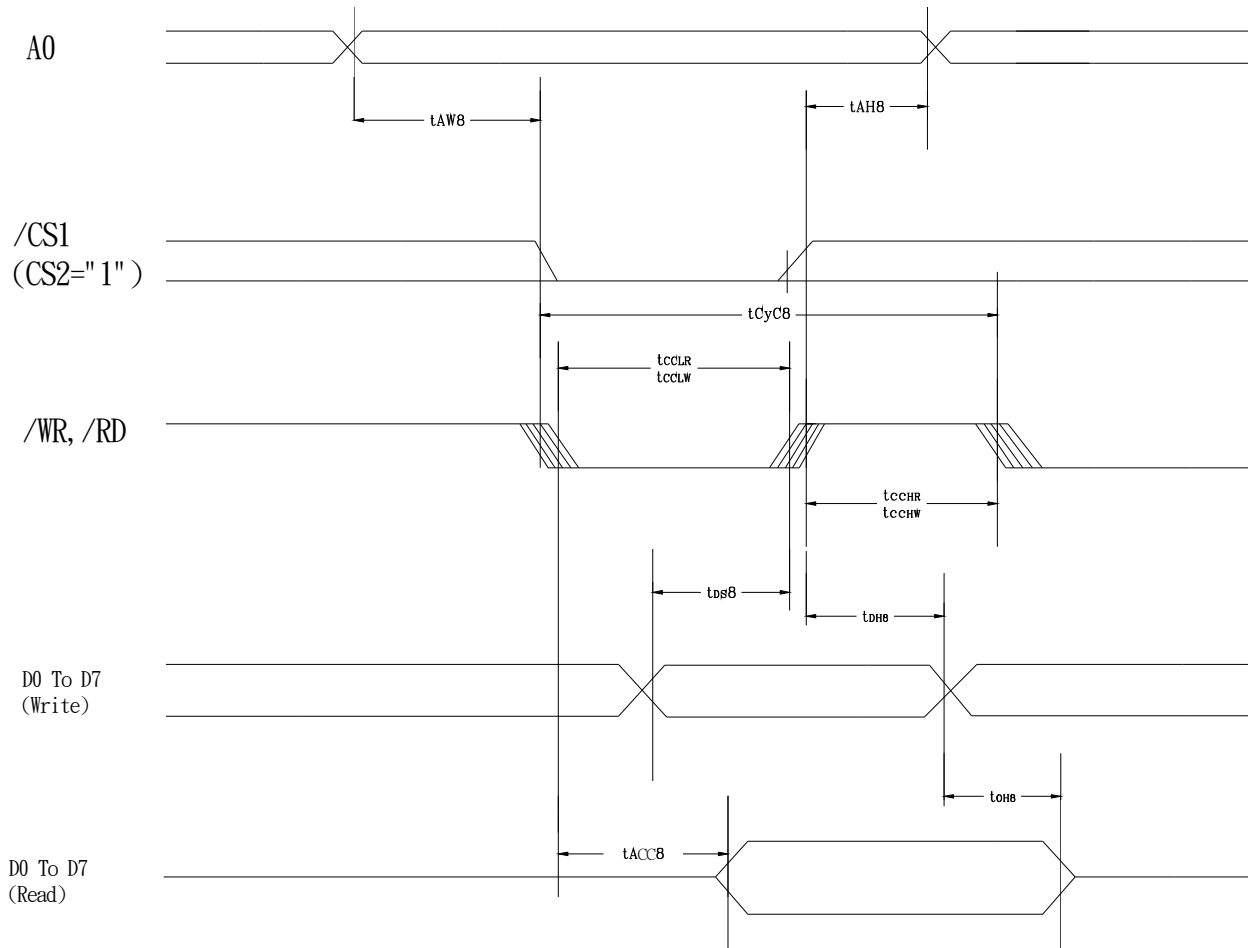 A0
tAW8
tAH8
/CS1
(CS2="1")
tCyC8
tCCLR
tCCLW
/WR, /RD
tCCHR
tCCHW
tDS8
tDH8
D0 To D7
(Write)
tOH8
tACC8
D0 To D7
(Read)